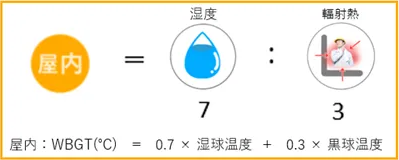 湿度 輻射熱
屋内 = :
7 3
屋内：WBGT(℃) = 0.7 × 湿球温度 + 0.3 × 黒球温度